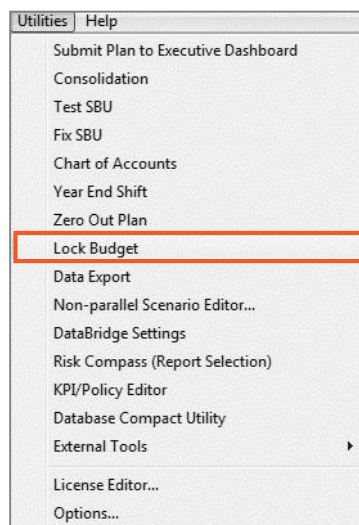 Utilities Help
Submit Plan to Executive Dashboard
Consolidation
Test SBU
Fix SBU
Chart of Accounts
Year End Shift
Zero Out Plan
Lock Budget
Data Export
Non-parallel Scenario Editor...
DataBridge Settings
Risk Compass (Report Selection)
KPI/Policy Editor
Database Compact Utility
External Tools
License Editor...
Options...